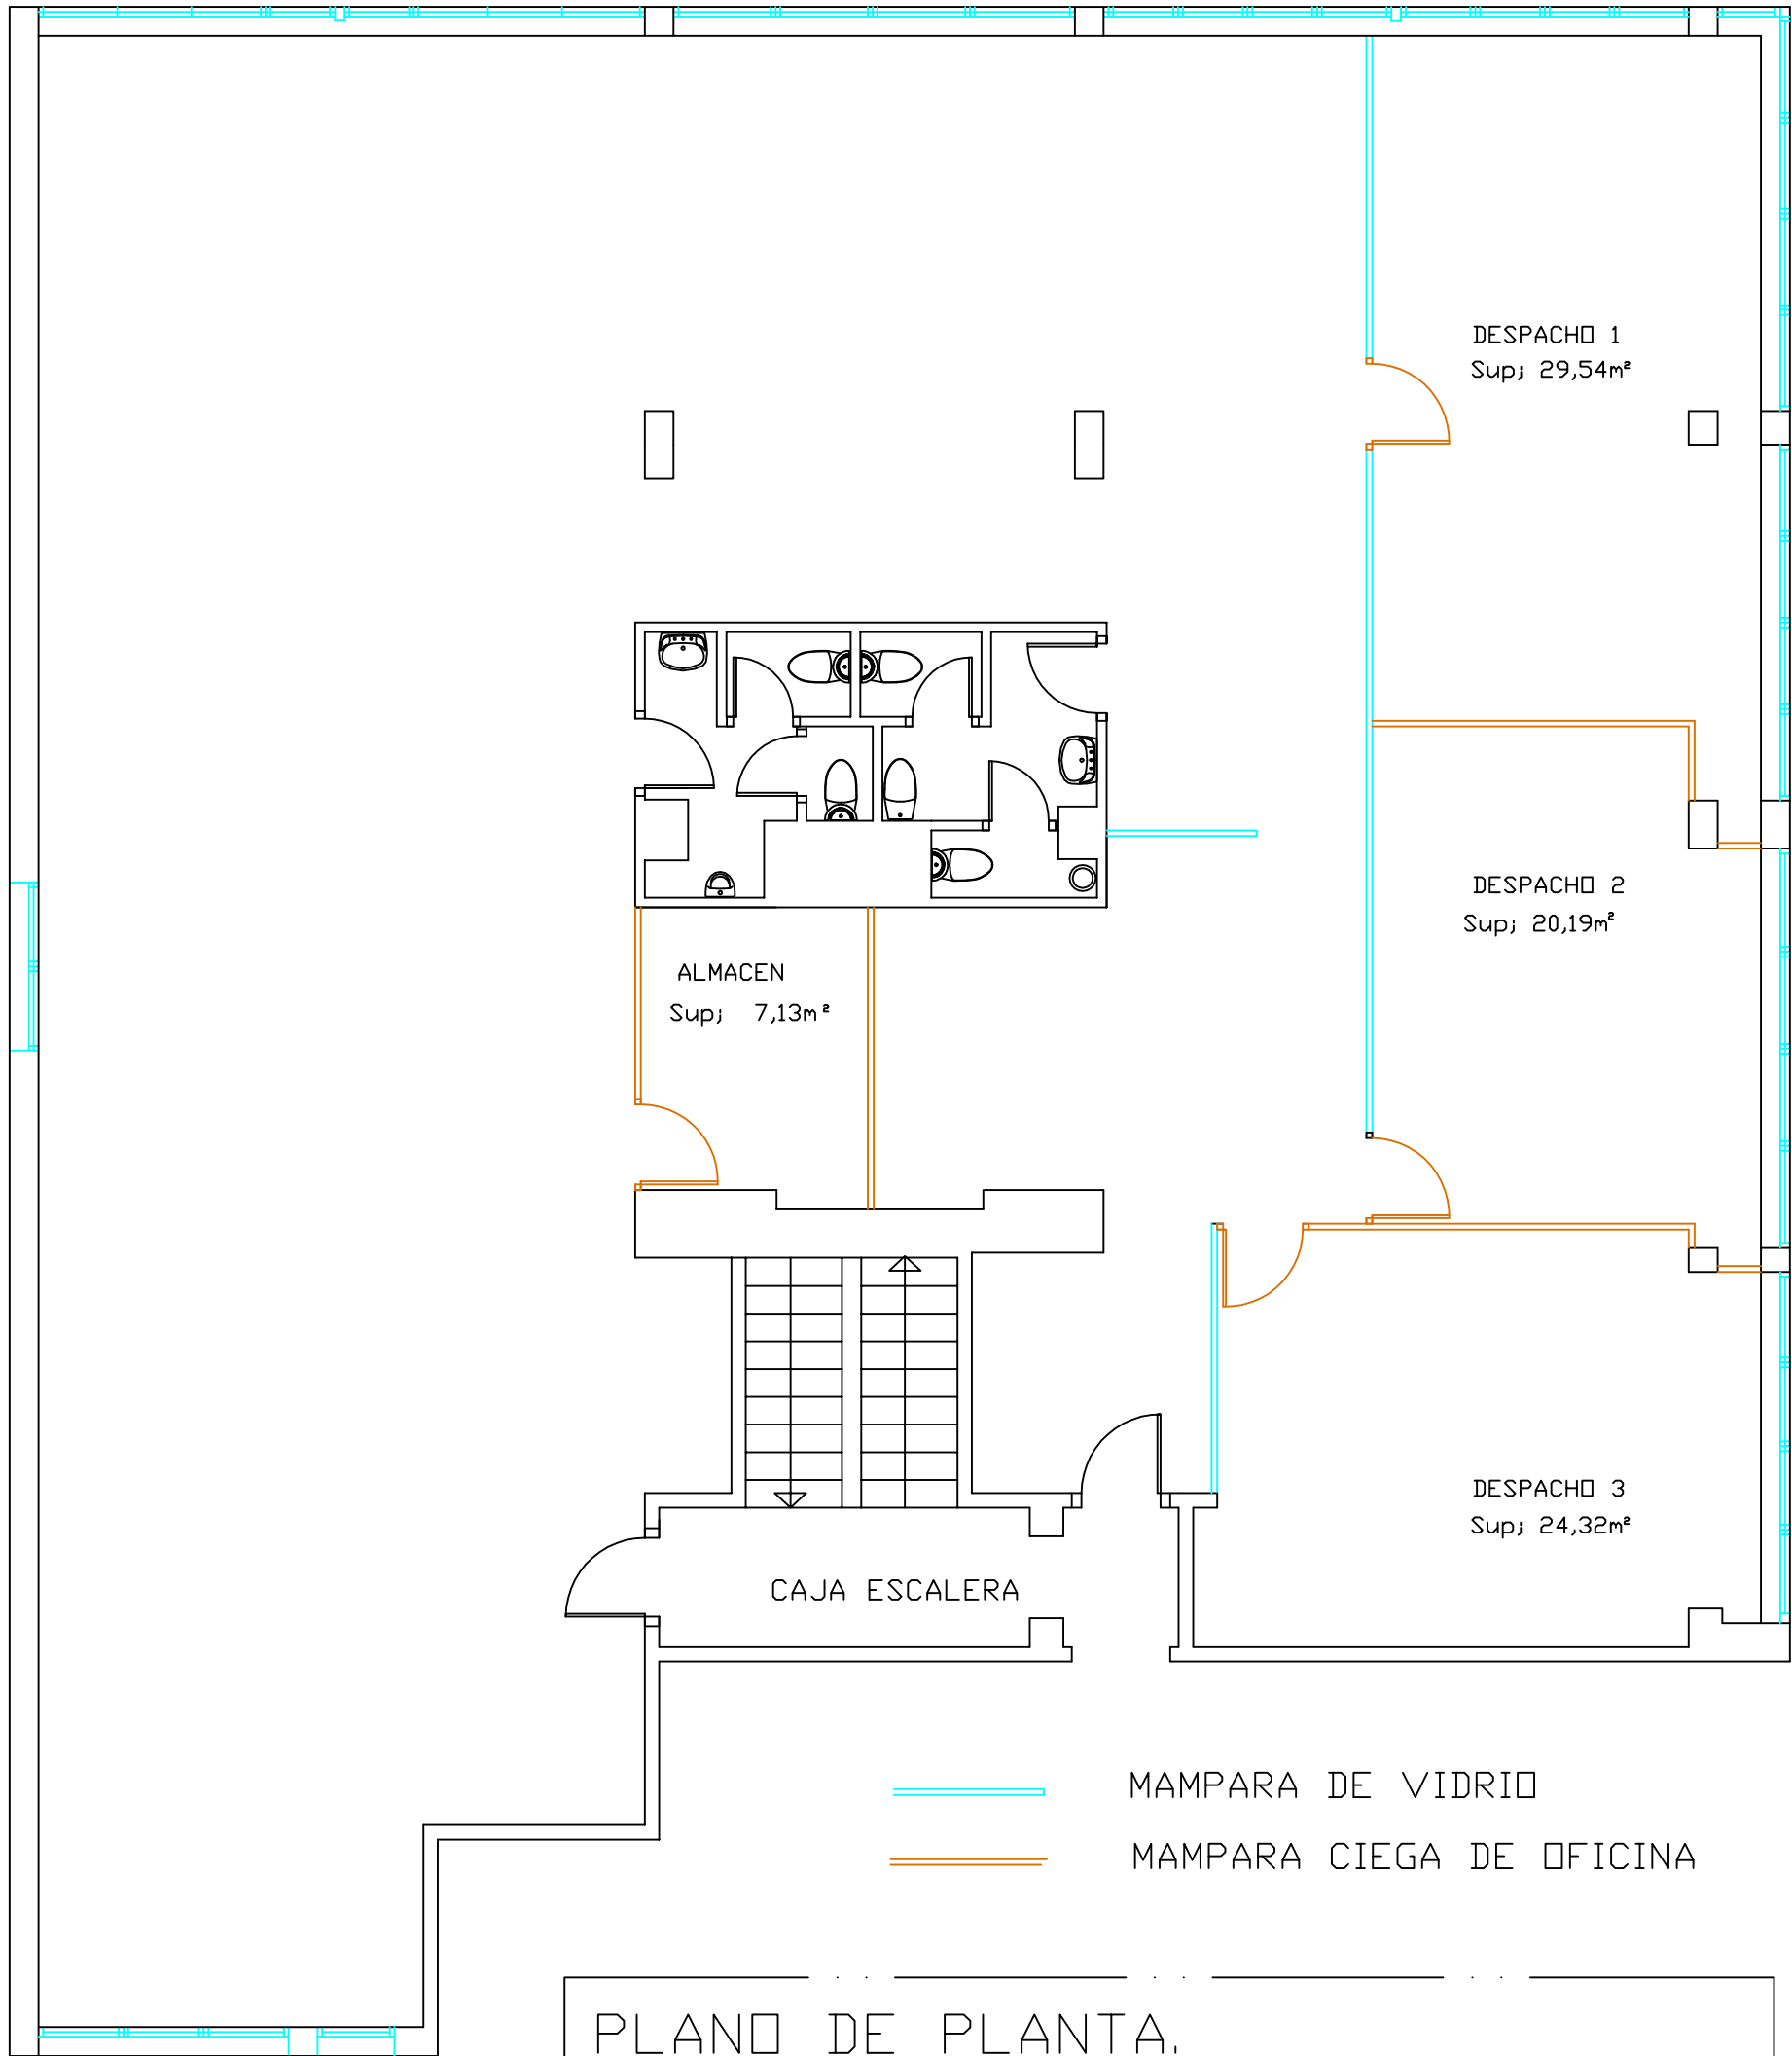 DESPACHO 1
Sup; 29,54m²
DESPACHO 2
Sup; 20,19m²
ALMACEN
Sup; 7,13m²
DESPACHO 3
Sup; 24,32m²
CAJA ESCALERA
MAMPARA DE VIDRIO
MAMPARA CIEGA DE OFICINA
PLANO DE PLANTA.